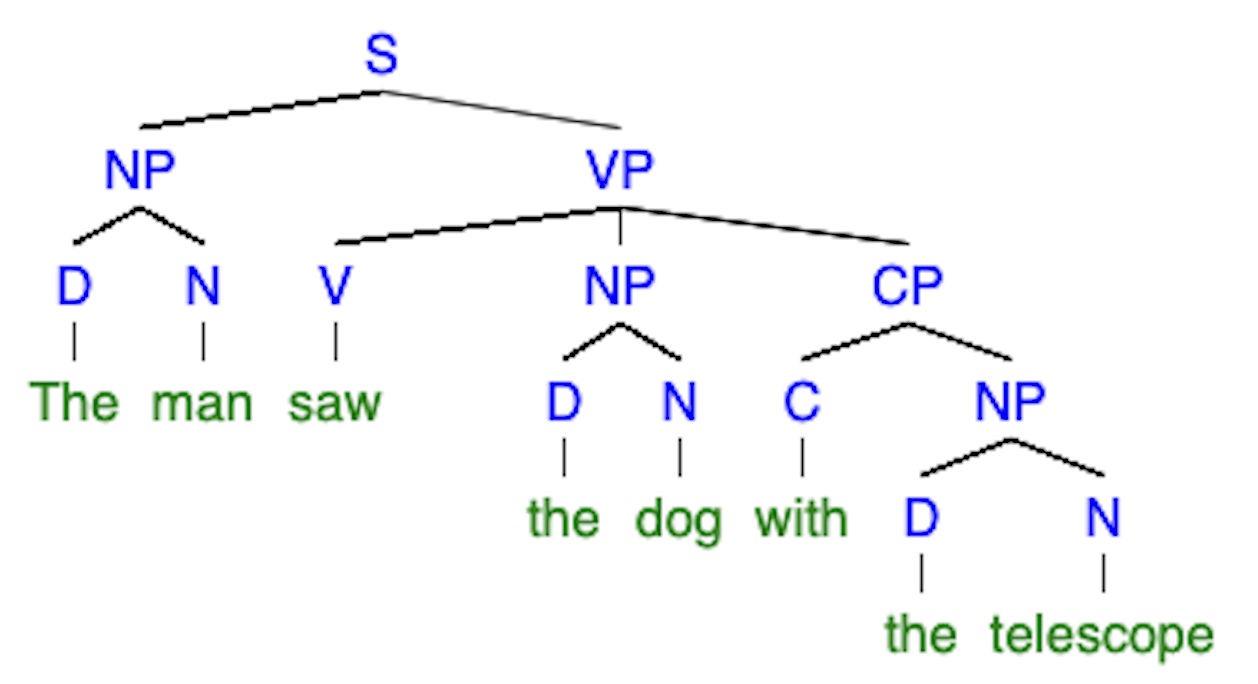 S
NP VP
D N V NP CP
The man saw D N C NP
the dog with D N
the telescope